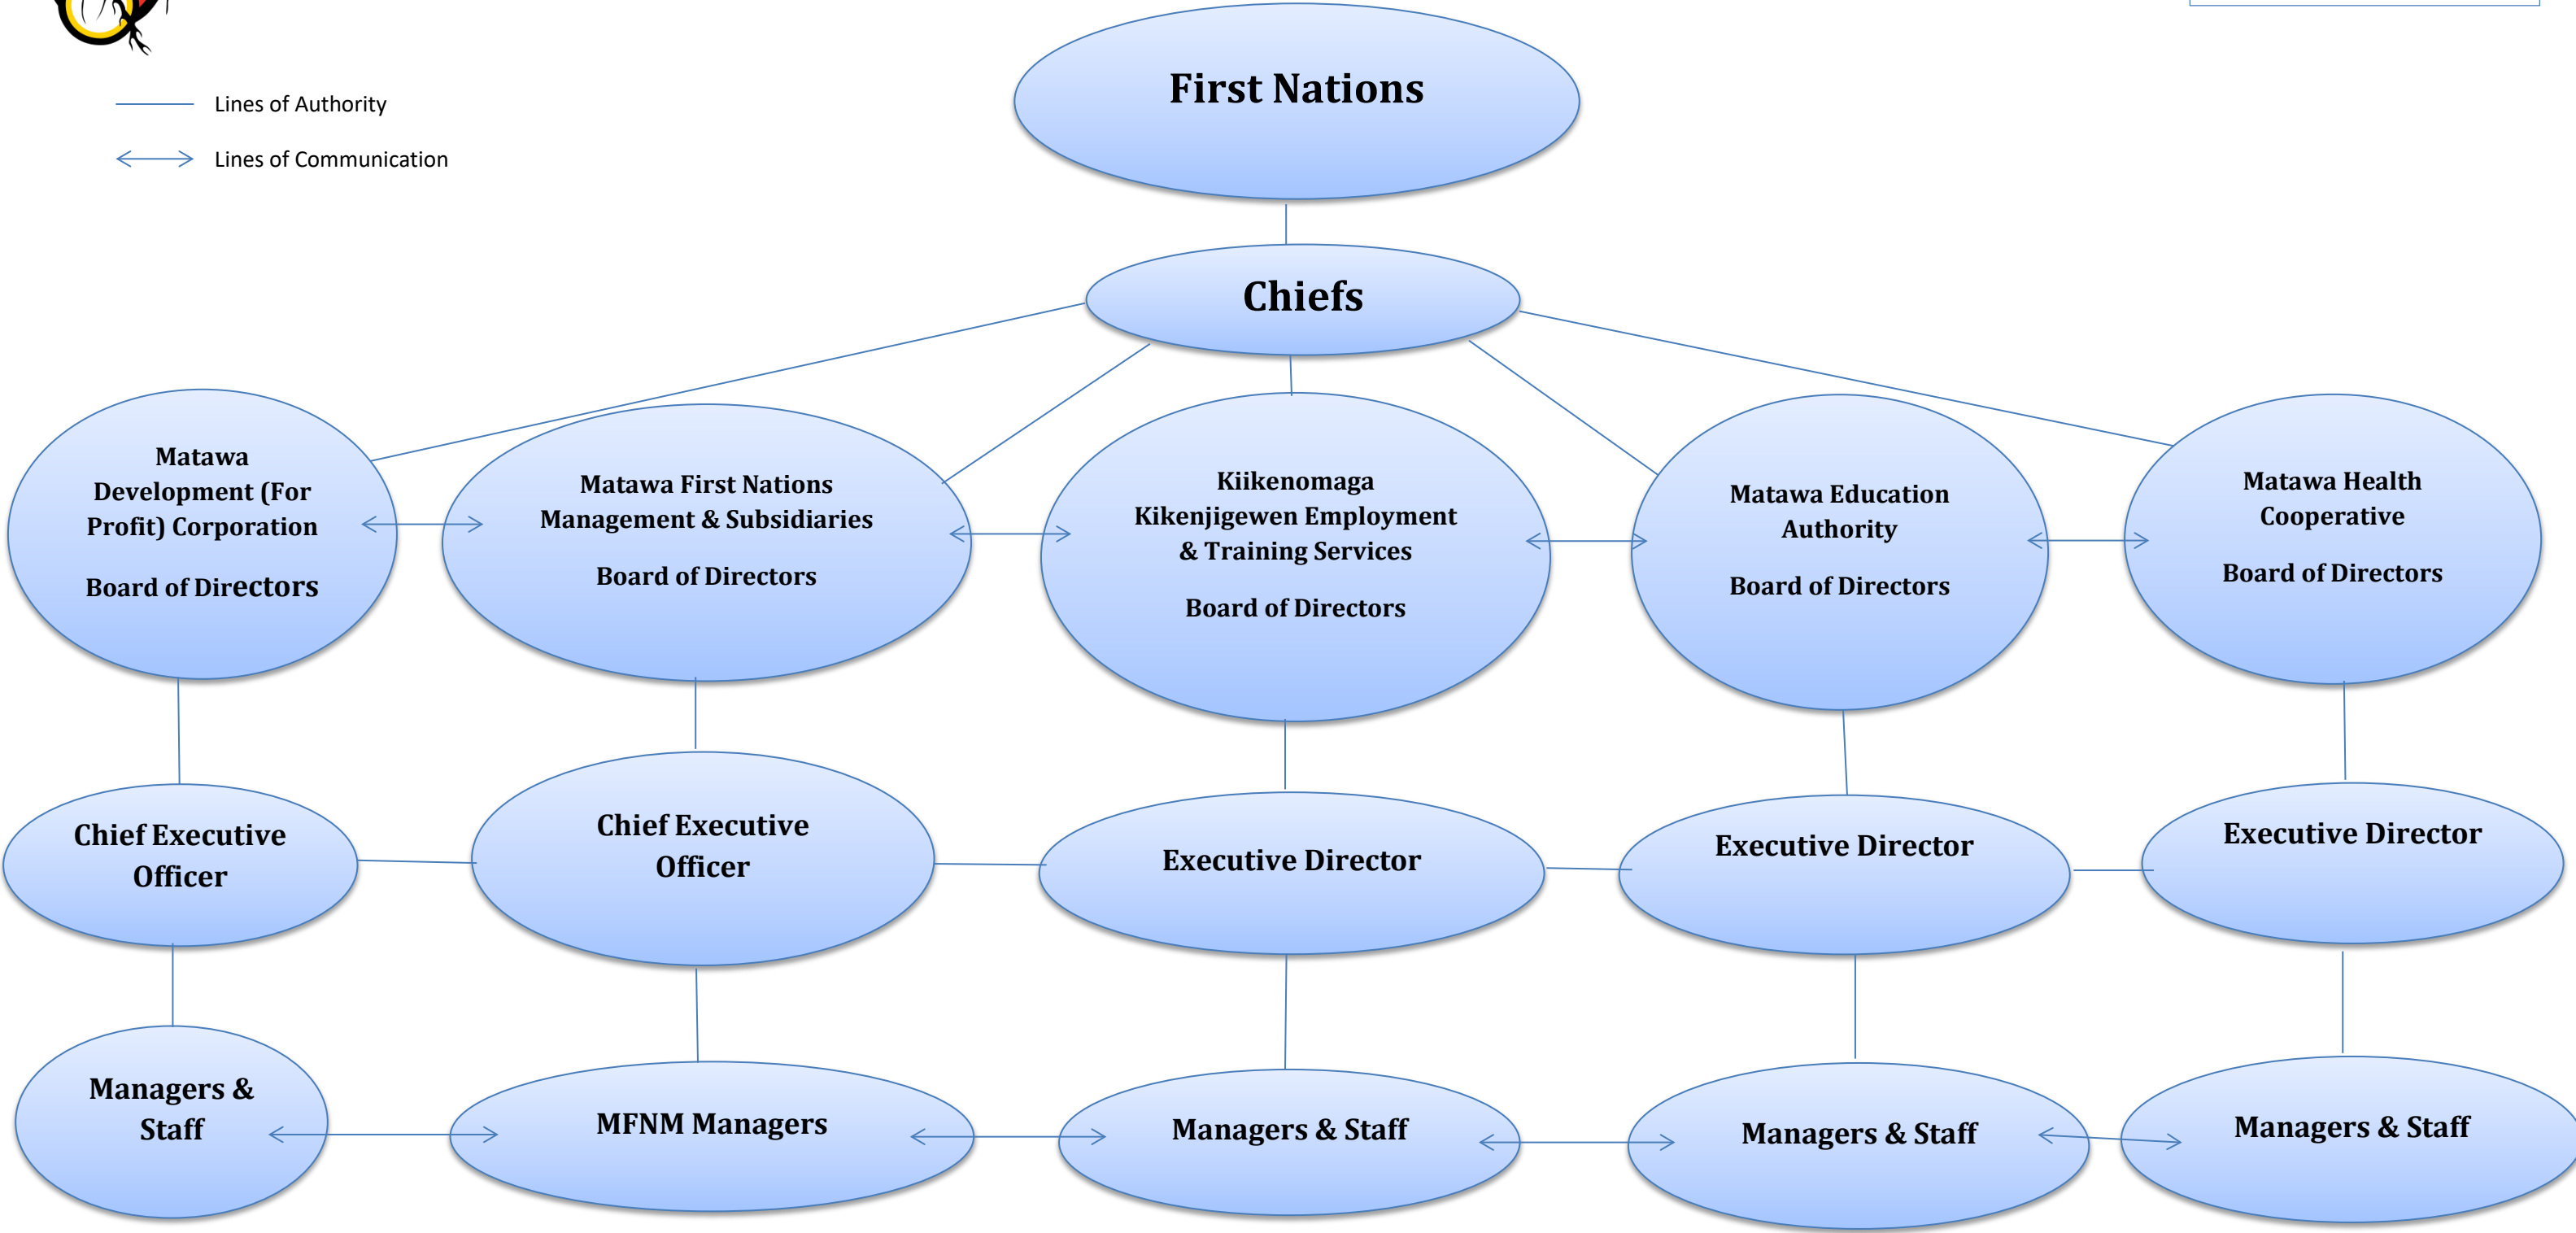 Lines of Authority
Lines of Communication
First Nations
Chiefs
Matawa
Development (For
Profit) Corporation
Board of Directors
Matawa First Nations
Management & Subsidiaries
Board of Directors
Kiikenomaga
Kikenjigewen Employment
& Training Services
Board of Directors
Matawa Education
Authority
Board of Directors
Matawa Health
Cooperative
Board of Directors
Chief Executive
Officer
Chief Executive
Officer
Executive Director
Executive Director
Executive Director
Managers &
Staff
MFNM Managers
Managers & Staff
Managers & Staff
Managers & Staff